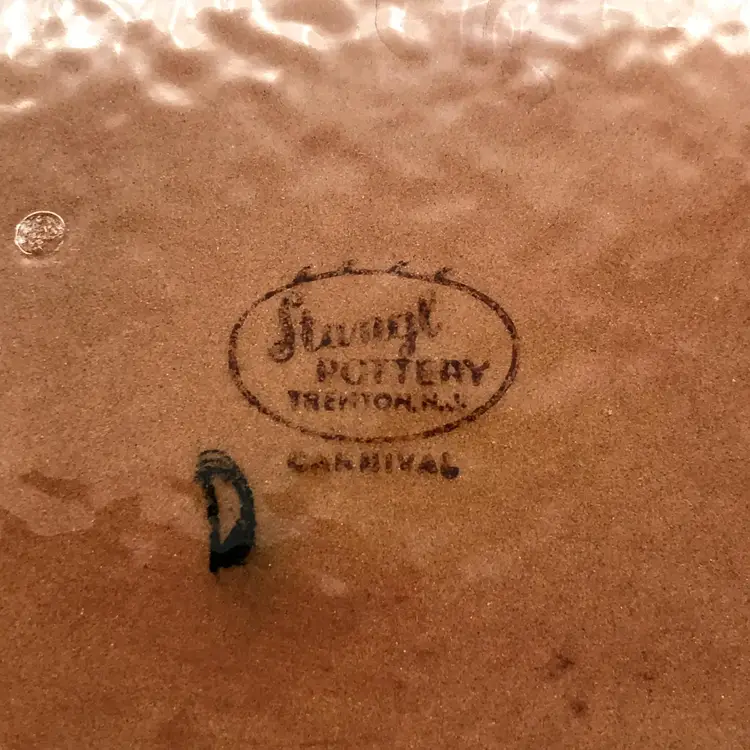 Stangl
POTTERY
TRENTON, N.J.
CARNIVAL
D